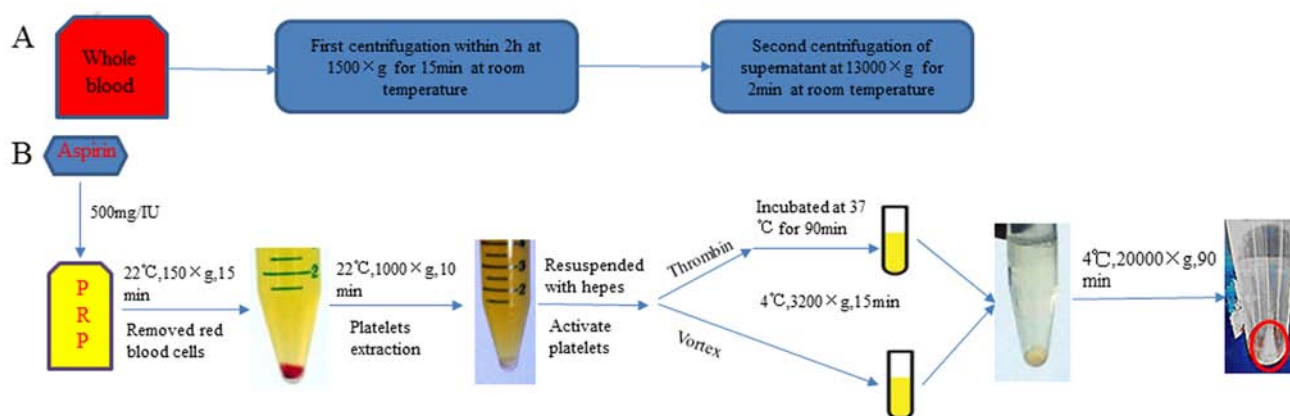 A
Whole
blood
First centrifugation within 2h at
1500×g for 15min at room
temperature
Second centrifugation of
supernatant at 13000×g for
2min at room temperature
B
Aspirin
500mg/IU
P
R
P
22℃,150×g,15
min
Removed red
blood cells
2
22℃,1000×g,10
min
Platelets
extraction
3
2
Resuspended
with hepes
Activate
platelets
Thrombin
Incubated at 37
℃ for 90min
4℃,3200×g,15min
Vortex
4℃,20000×g,90
min